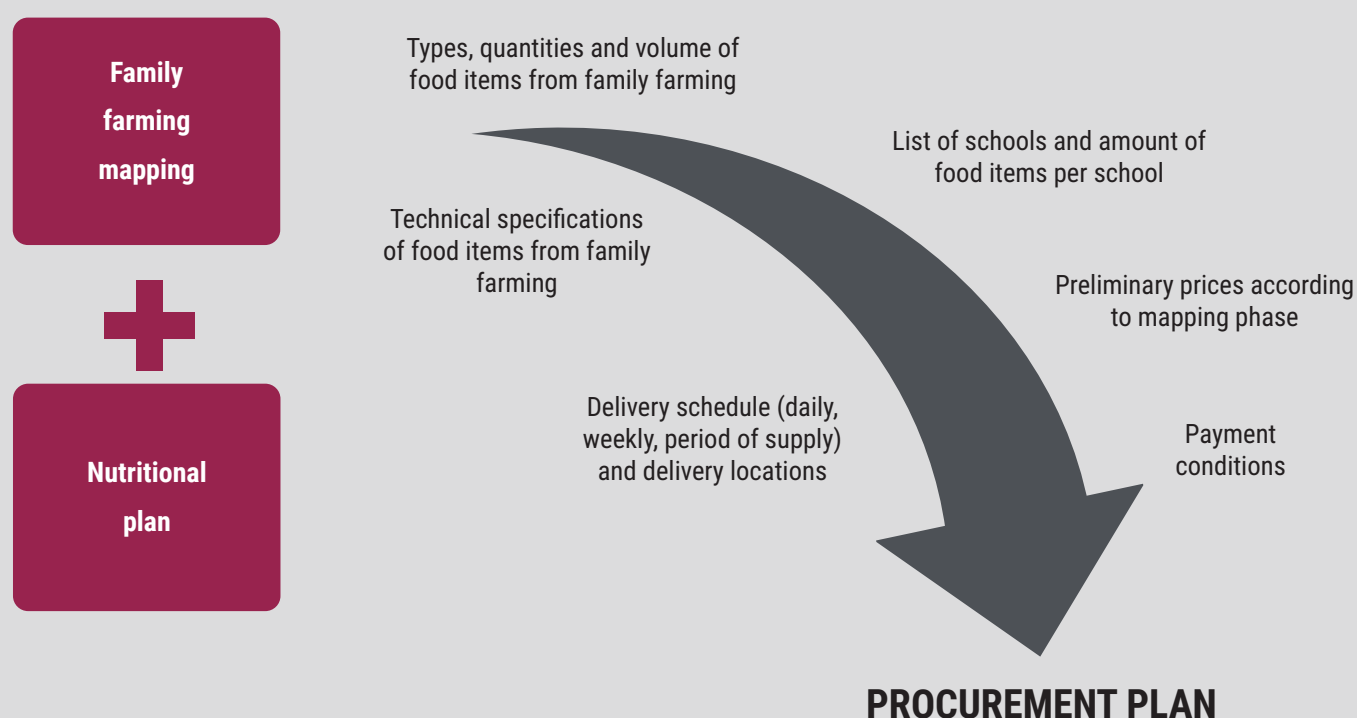 Family
farming
mapping
Nutritional
plan
Types, quantities and volume of
food items from family farming
List of schools and amount of
food items per school
Technical specifications
of food items from family
farming
Preliminary prices according
to mapping phase
Delivery schedule (daily,
weekly, period of supply)
and delivery locations
Payment
conditions
PROCUREMENT PLAN